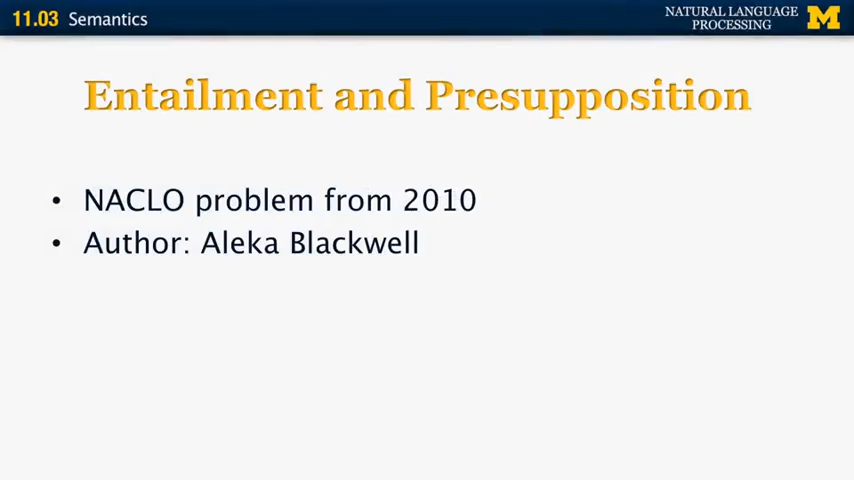 11.03 Semantics
NATURAL LANGUAGE
PROCESSING
M
Entailment and Presupposition
• NACLO problem from 2010
• Author: Aleka Blackwell